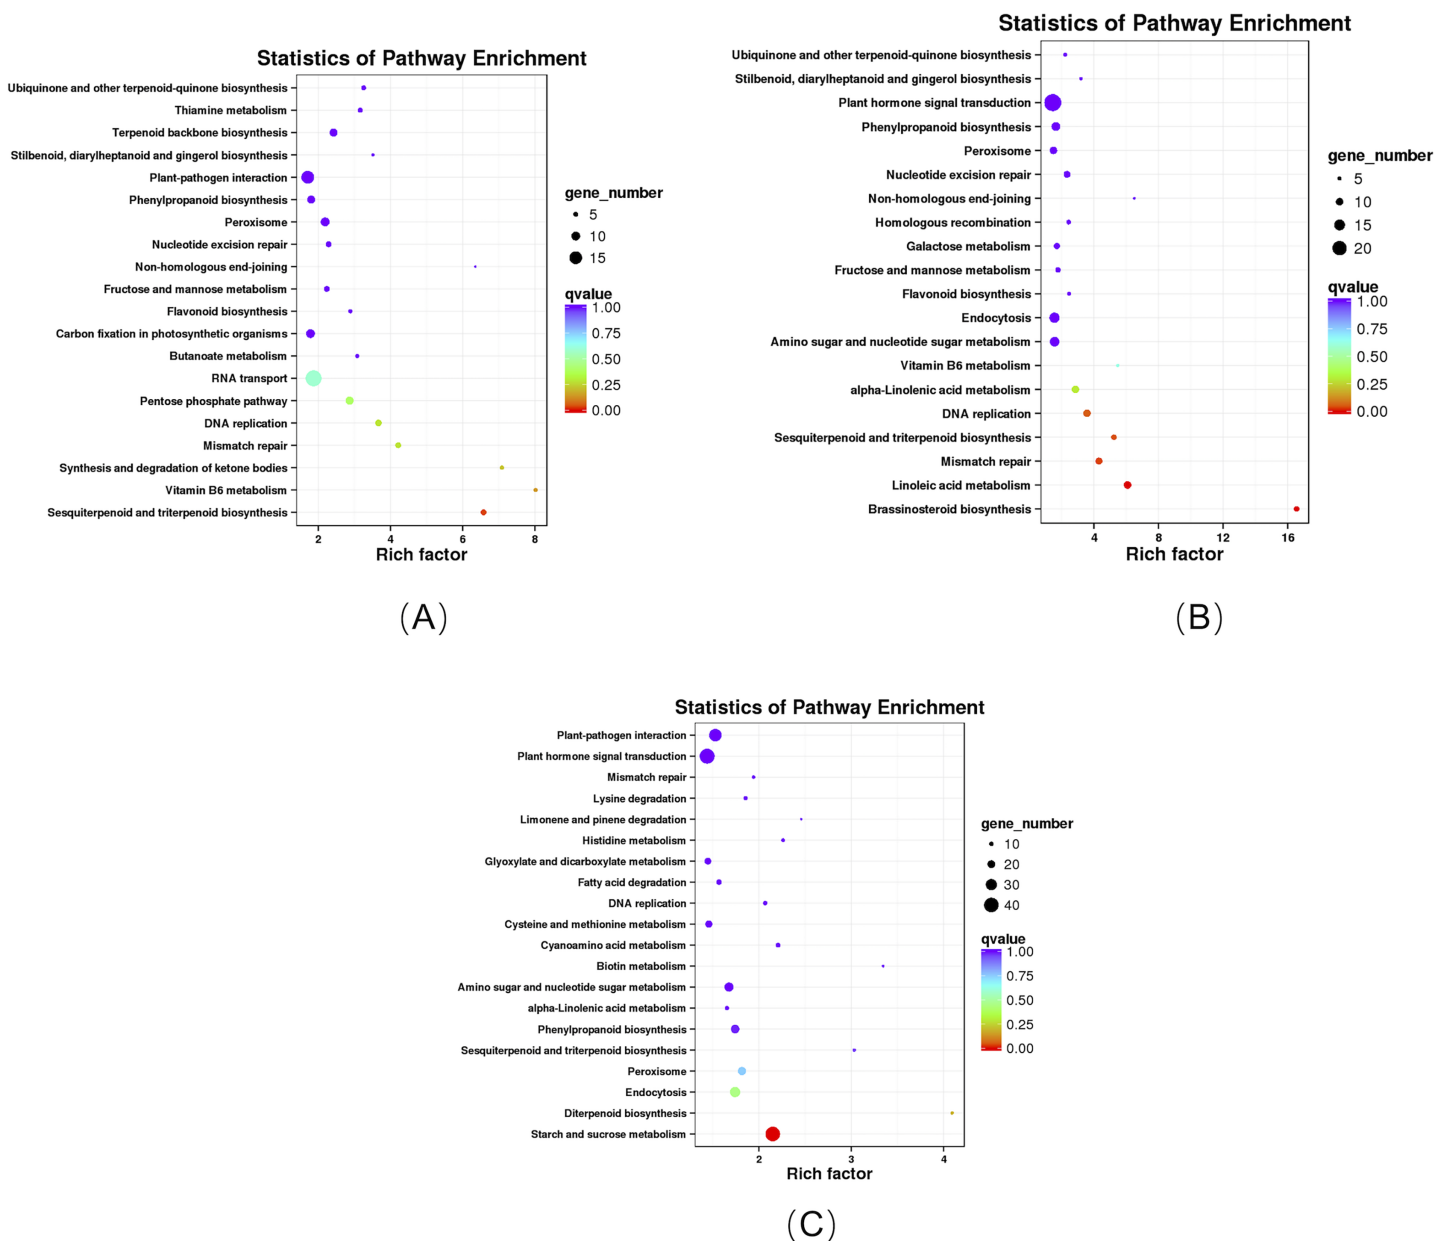 Statistics of Pathway Enrichment
Ubiquinone and other terpenoid-quinone biosynthesis
Thiamine metabolism
Terpenoid backbone biosynthesis
Stilbenoid, diarylheptanoid and gingerol biosynthesis
Plant-pathogen interaction
Phenylpropanoid biosynthesis
Peroxisome
Nucleotide excision repair
Non-homologous end-joining
Fructose and mannose metabolism
Flavonoid biosynthesis
Carbon fixation in photosynthetic organisms
Butanoate metabolism
RNA transport
Pentose phosphate pathway
DNA replication
Mismatch repair
Synthesis and degradation of ketone bodies
Vitamin B6 metabolism
Sesquiterpenoid and triterpenoid biosynthesis
2 4 6 8
Rich factor
gene_number
5
10
15
qvalue
1.00
0.75
0.50
0.25
0.00
(A)
Statistics of Pathway Enrichment
Ubiquinone and other terpenoid-quinone biosynthesis
Stilbenoid, diarylheptanoid and gingerol biosynthesis
Plant hormone signal transduction
Phenylpropanoid biosynthesis
Peroxisome
Nucleotide excision repair
Non-homologous end-joining
Homologous recombination
Galactose metabolism
Fructose and mannose metabolism
Flavonoid biosynthesis
Endocytosis
Amino sugar and nucleotide sugar metabolism
Vitamin B6 metabolism
alpha-Linolenic acid metabolism
DNA replication
Sesquiterpenoid and triterpenoid biosynthesis
Mismatch repair
Linoleic acid metabolism
Brassinosteroid biosynthesis
4 8 12 16
Rich factor
gene_number
5
10
15
20
qvalue
1.00
0.75
0.50
0.25
0.00
(B)
Statistics of Pathway Enrichment
Plant-pathogen interaction
Plant hormone signal transduction
Mismatch repair
Lysine degradation
Limonene and pinene degradation
Histidine metabolism
Glyoxylate and dicarboxylate metabolism
Fatty acid degradation
DNA replication
Cysteine and methionine metabolism
Cyanoamino acid metabolism
Biotin metabolism
Amino sugar and nucleotide sugar metabolism
alpha-Linolenic acid metabolism
Phenylpropanoid biosynthesis
Sesquiterpenoid and triterpenoid biosynthesis
Peroxisome
Endocytosis
Diterpenoid biosynthesis
Starch and sucrose metabolism
2 3 4
Rich factor
gene_number
10
20
30
40
qvalue
1.00
0.75
0.50
0.25
0.00
(C)